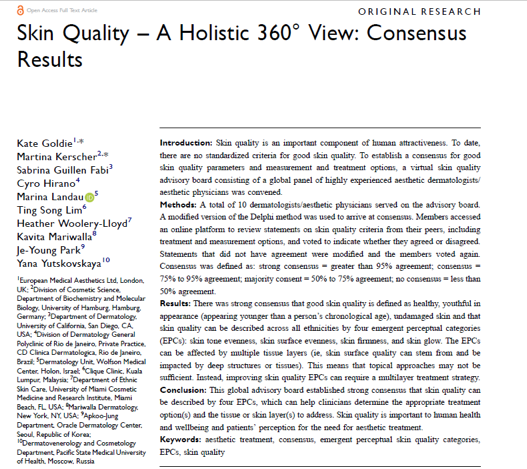 Open Access Full Text Article
ORIGINAL RESEARCH
Skin Quality – A Holistic 360° View: Consensus
Results
Kate Goldie1,*
Martina Kerscher2,*
Sabrina Guillen Fabi3
Cyro Hirano4
Marina Landau iD 5
Ting Song Lim6
Heather Woolery-Lloyd7
Kavita Mariwalla8
Je-Young Park9
Yana Yutskovskaya10
1European Medical Aesthetics Ltd, London,
UK; 2Division of Cosmetic Science,
Department of Biochemistry and Molecular
Biology, University of Hamburg, Hamburg,
Germany; 3Department of Dermatology,
University of California, San Diego, CA,
USA; 4Division of Dermatology General
Polyclinic of Rio de Janeiro, Private Practice,
CD Clinica Dermatologica, Rio de Janeiro,
Brazil; 5Dermatology Unit, Wolfson Medical
Center, Holon, Israel; 6Clique Clinic, Kuala
Lumpur, Malaysia; 7Department of Ethnic
Skin Care, University of Miami Cosmetic
Medicine and Research Institute, Miami
Beach, FL, USA; 8Mariwalla Dermatology,
New York, NY, USA; 9Apkoo-Jung
Department, Oracle Dermatology Center,
Seoul, Republic of Korea;
10Dermatovenerology and Cosmetology
Department, Pacific State Medical University
of Health, Moscow, Russia
Introduction: Skin quality is an important component of human attractiveness. To date,
there are no standardized criteria for good skin quality. To establish a consensus for good
skin quality parameters and measurement and treatment options, a virtual skin quality
advisory board consisting of a global panel of highly experienced aesthetic dermatologists/
aesthetic physicians was convened.
Methods: A total of 10 dermatologists/aesthetic physicians served on the advisory board.
A modified version of the Delphi method was used to arrive at consensus. Members accessed
an online platform to review statements on skin quality criteria from their peers, including
treatment and measurement options, and voted to indicate whether they agreed or disagreed.
Statements that did not have agreement were modified and the members voted again.
Consensus was defined as: strong consensus = greater than 95% agreement; consensus =
75% to 95% agreement; majority consent = 50% to 75% agreement; no consensus = less than
50% agreement.
Results: There was strong consensus that good skin quality is defined as healthy, youthful in
appearance (appearing younger than a person's chronological age), undamaged skin and that
skin quality can be described across all ethnicities by four emergent perceptual categories
(EPCs): skin tone evenness, skin surface evenness, skin firmness, and skin glow. The EPCs
can be affected by multiple tissue layers (ie, skin surface quality can stem from and be
impacted by deep structures or tissues). This means that topical approaches may not be
sufficient. Instead, improving skin quality EPCs can require a multilayer treatment strategy.
Conclusion: This global advisory board established strong consensus that skin quality can
be described by four EPCs, which can help clinicians determine the appropriate treatment
option(s) and the tissue or skin layer(s) to address. Skin quality is important to human health
and wellbeing and patients' perception for the need for aesthetic treatment.
Keywords: aesthetic treatment, consensus, emergent perceptual skin quality categories,
EPCs, skin quality